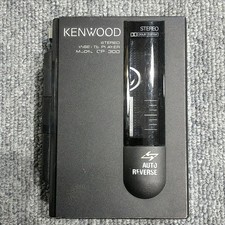 KENWOOD
STEREO
CASSETTE PLAYER
MODEL CP-300
STEREO
AUTO
REVERSE